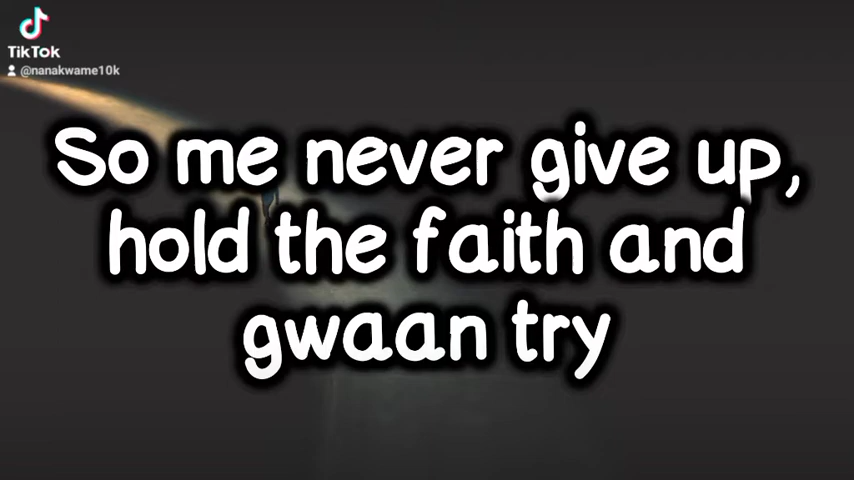 TikTok
@nanakwame10k
So me never give up,
hold the faith and
gwaan try